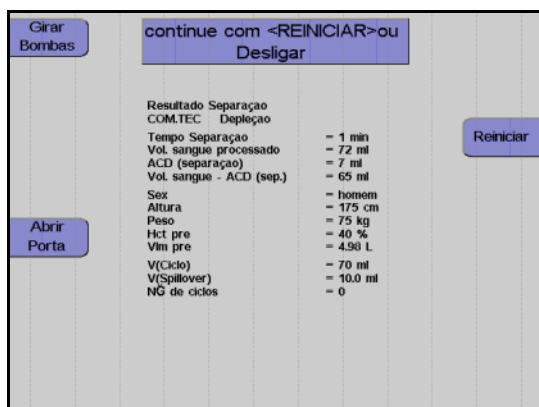 Girar
Bombas
continue com <REINICIAR>ou
Desligar
Resultado Separaçao
COM.TEC Depleçao
Tempo Separaçao = 1 min
Vol. sangue processado = 72 ml
ACD (separaçao) = 7 ml
Vol. sangue - ACD (sep.) = 65 ml
Reiniciar
Sex = homem
Altura = 175 cm
Peso = 75 kg
Hct pre = 40 %
Vlm pre = 4.98 L
Abrir
Porta
V(Ciclo) = 70 ml
V(Spillover) = 10.0 ml
NĞ de ciclos = 0